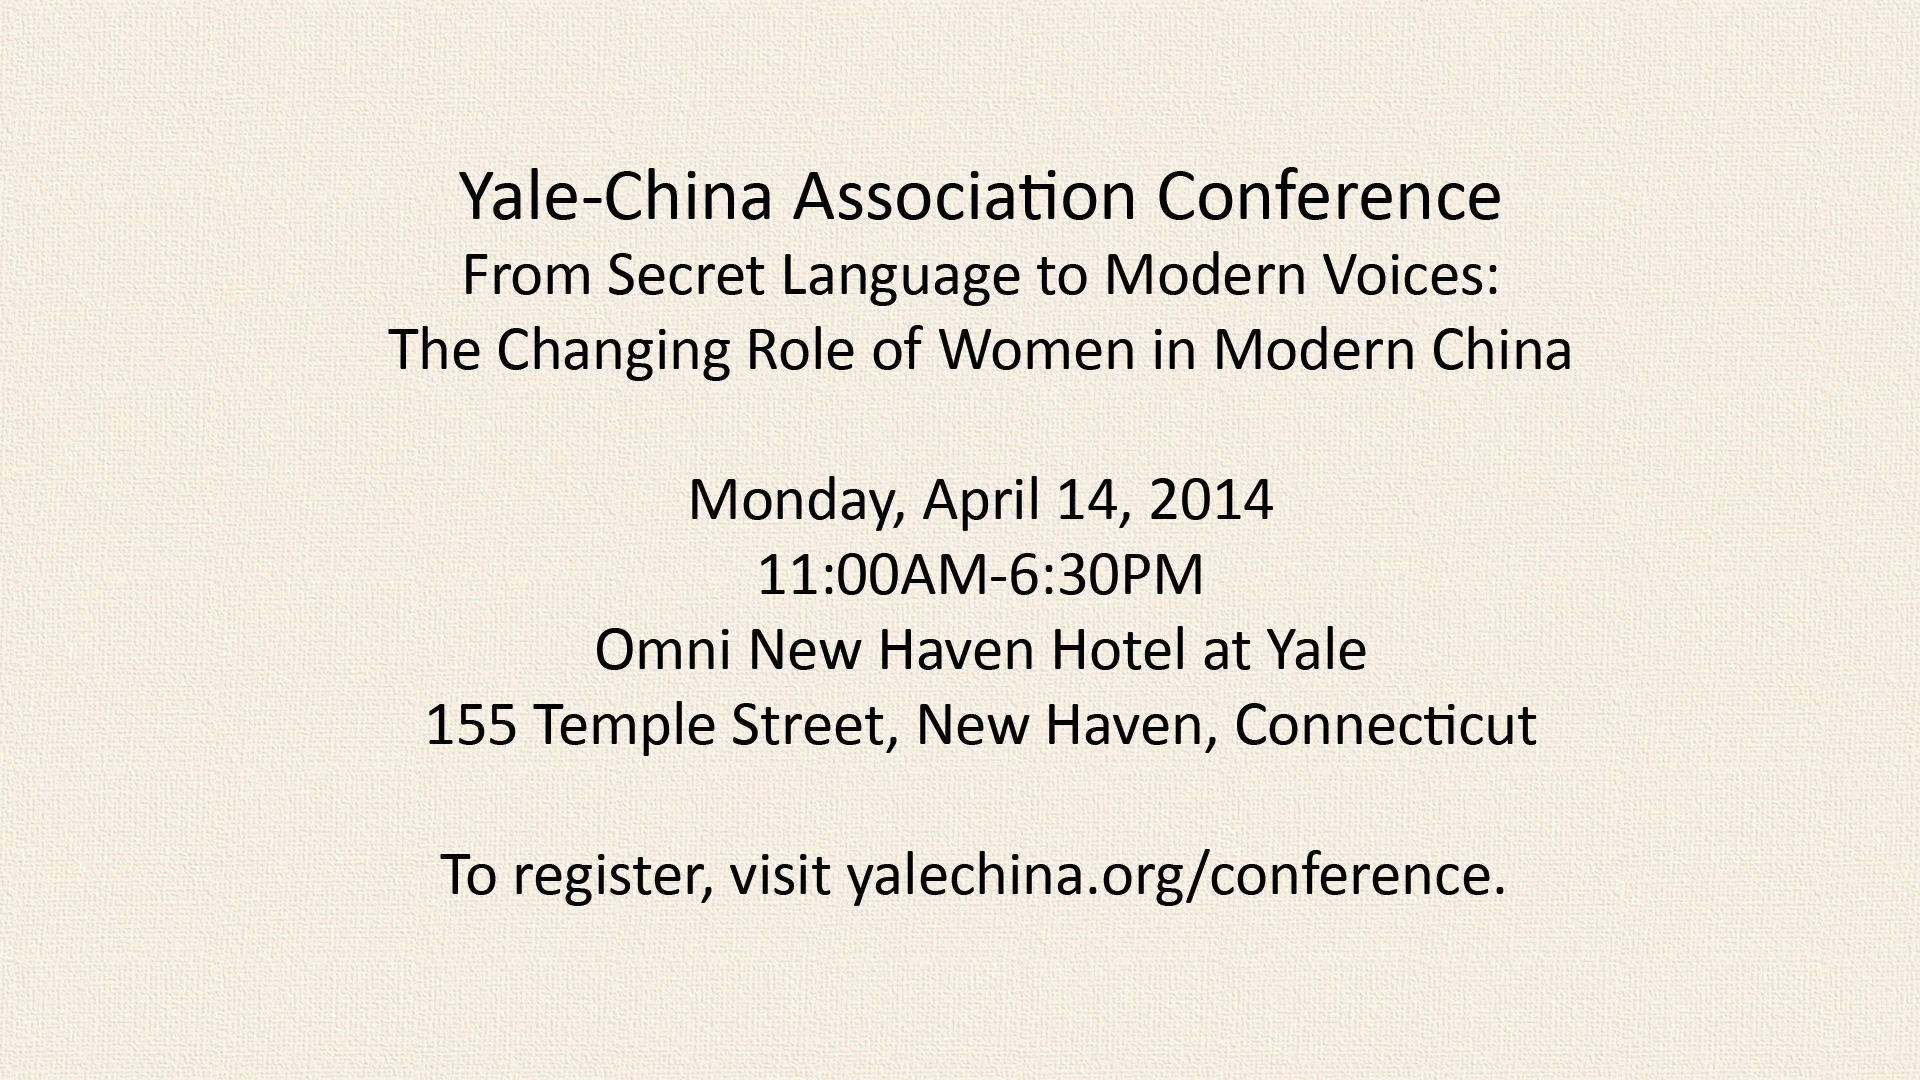 Yale-China Association Conference
From Secret Language to Modern Voices:
The Changing Role of Women in Modern China
Monday, April 14, 2014
11:00AM-6:30PM
Omni New Haven Hotel at Yale
155 Temple Street, New Haven, Connecticut
To register, visit yalechina.org/conference.